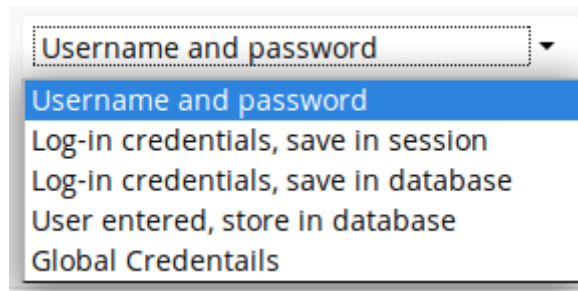 Username and password
Username and password
Log-in credentials, save in session
Log-in credentials, save in database
User entered, store in database
Global Credentails